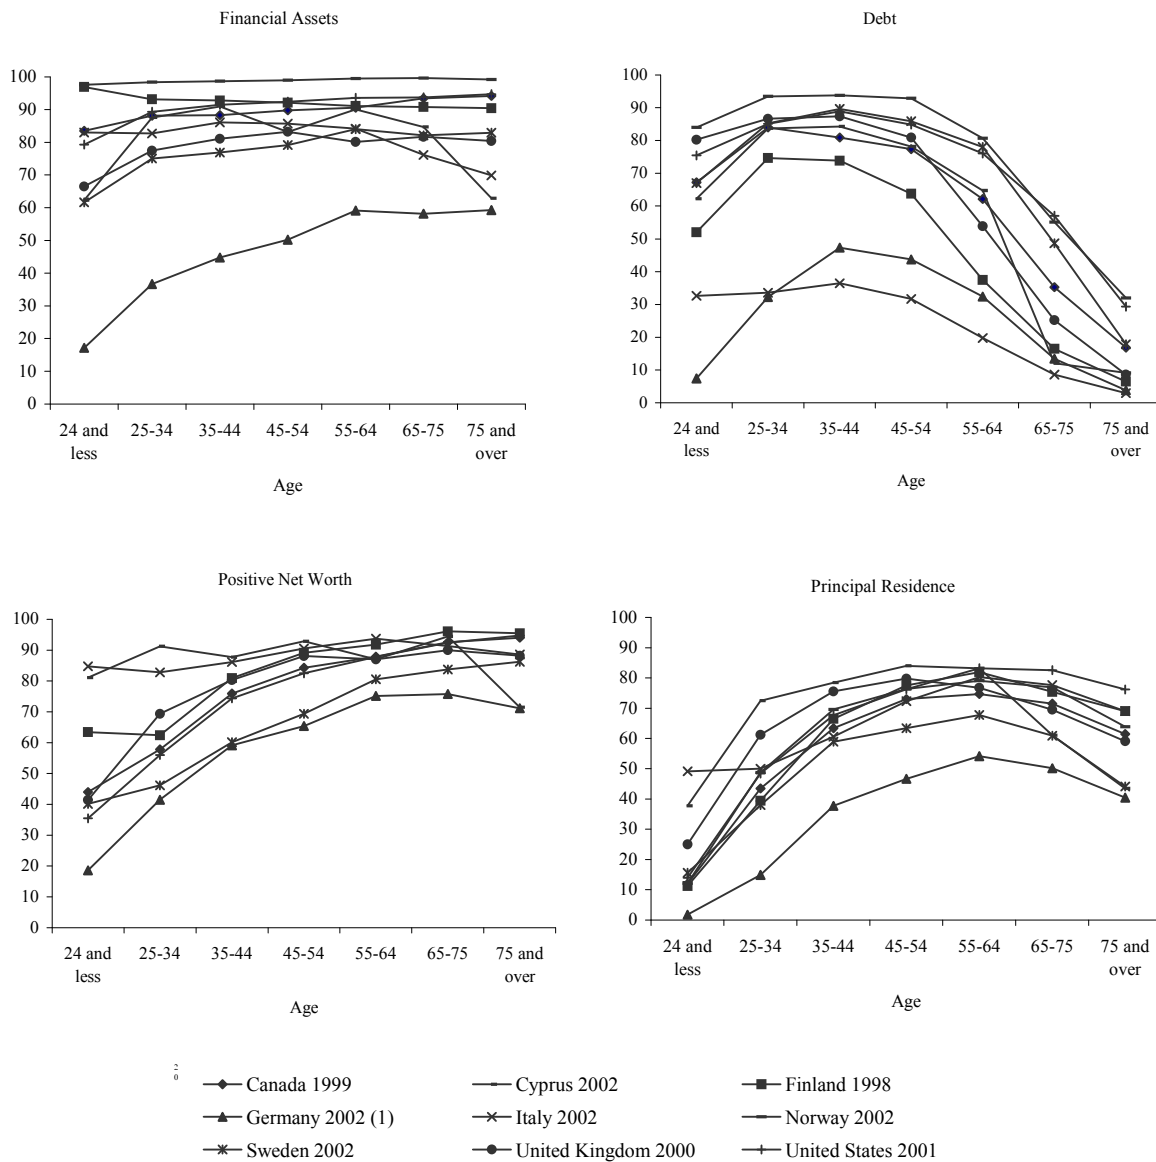 Financial Assets
Debt
100
90
80
70
60
50
40
30
20
10
0
24 and less
25-34
35-44
45-54
55-64
65-75
75 and over
Age
100
90
80
70
60
50
40
30
20
10
0
24 and less
25-34
35-44
45-54
55-64
65-75
75 and over
Age
Positive Net Worth
100
90
80
70
60
50
40
30
20
10
0
24 and less
25-34
35-44
45-54
55-64
65-75
75 and over
Age
Principal Residence
100
90
80
70
60
50
40
30
20
10
0
24 and less
25-34
35-44
45-54
55-64
65-75
75 and over
Age
2
0
Canada 1999
Cyprus 2002
Finland 1998
Germany 2002 (1)
Italy 2002
Norway 2002
Sweden 2002
United Kingdom 2000
United States 2001